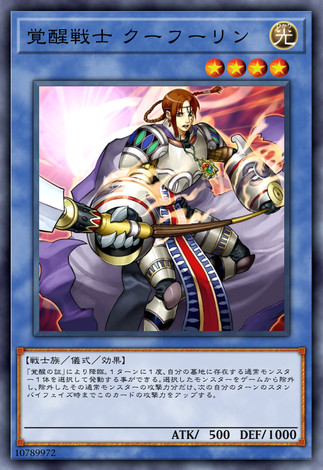 覚醒戦士 クーフーリン
光
【戦士族／儀式／効果】
「覚醒の証」により降臨。1ターンに1度、自分の墓地に存在する通常モンスタ
ー1体を選択して発動する事ができる。選択したモンスターをゲームから除外
し、除外したその通常モンスターの攻撃力分だけ、次の自分のターンのスタン
バイフェイズ時までこのカードの攻撃力をアップする。
ATK/ 500 DEF/1000
10789972